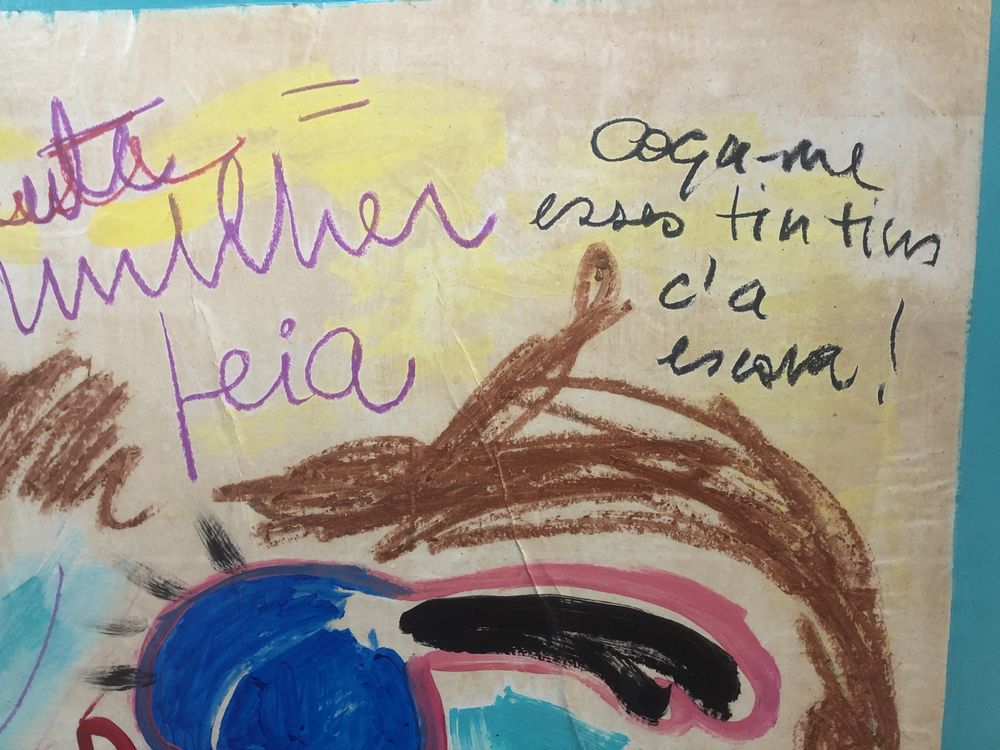 mulher
feia
Coça-me
esses tintins
c'a
escova!